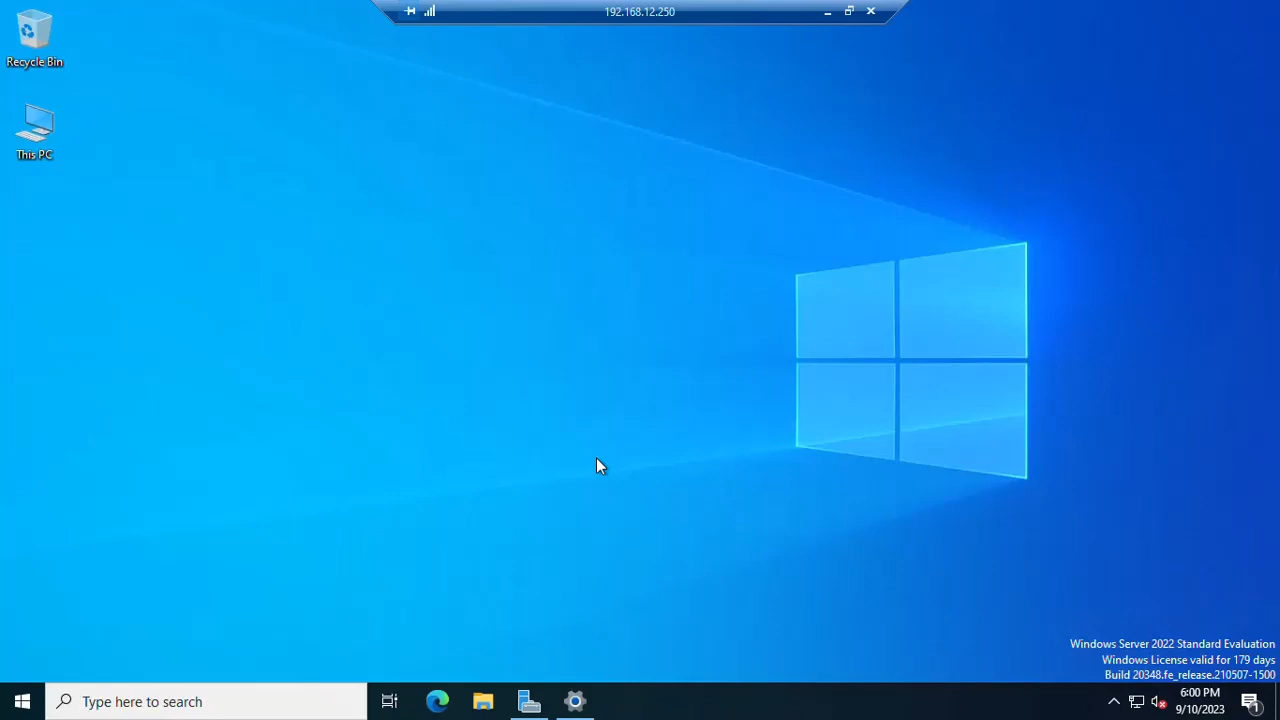 192.168.12.250
Recycle Bin
This PC
Windows Server 2022 Standard Evaluation
Windows License valid for 179 days
Build 20348.fe_release.210507-1500
Type here to search
6:00 PM
9/10/2023
1